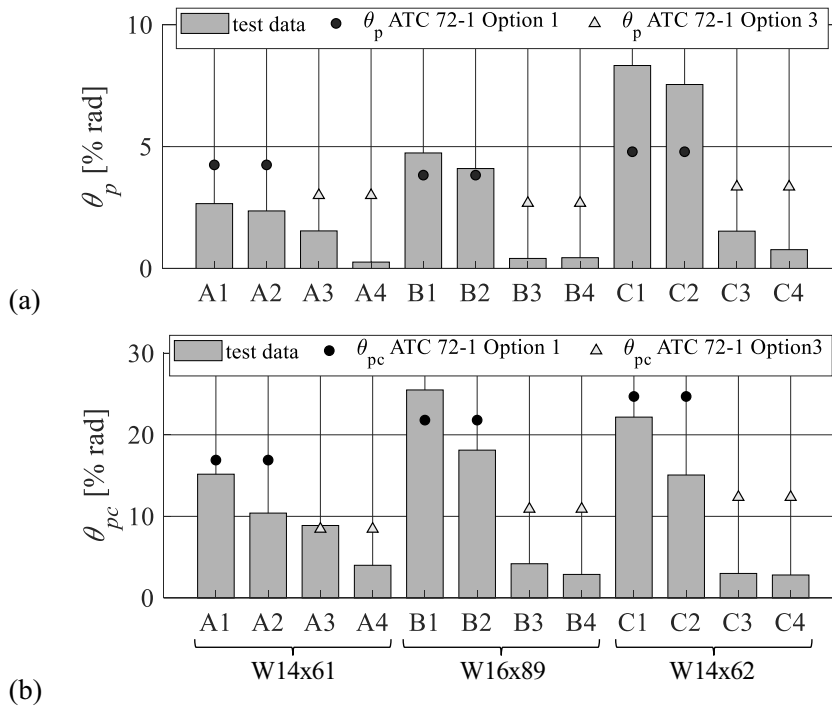 test data θp ATC 72-1 Option 1 θp ATC 72-1 Option 3
10
5
0
θp [% rad]
A1 A2 A3 A4 B1 B2 B3 B4 C1 C2 C3 C4
(a)
test data θpc ATC 72-1 Option 1 θpc ATC 72-1 Option3
30
20
10
0
θpc [% rad]
A1 A2 A3 A4 B1 B2 B3 B4 C1 C2 C3 C4
W14x61 W16x89 W14x62
(b)